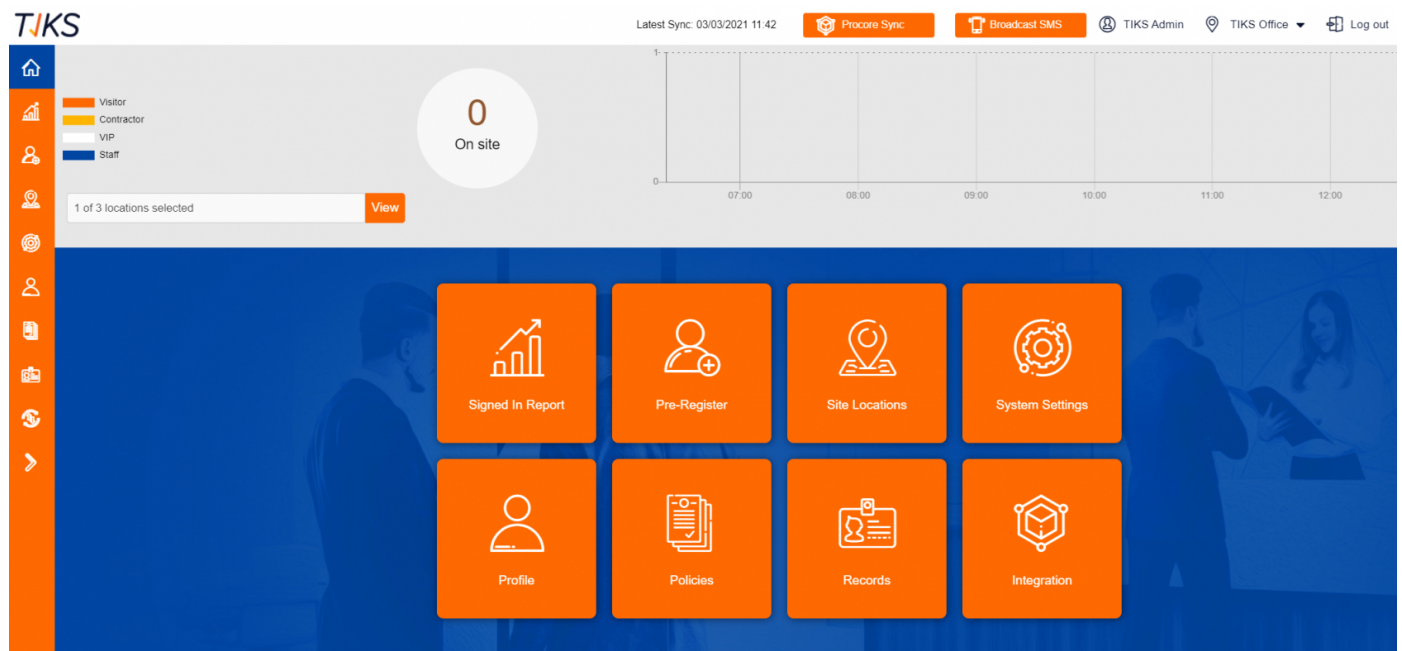 TIKS
Latest Sync: 03/03/2021 11:42
Procore Sync
Broadcast SMS
TIKS Admin
TIKS Office
Log out
Visitor
Contractor
VIP
Staff
1 of 3 locations selected
View
0
On site
1
0
07:00 08:00 09:00 10:00 11:00 12:00
Signed In Report
Pre-Register
Site Locations
System Settings
Profile
Policies
Records
Integration